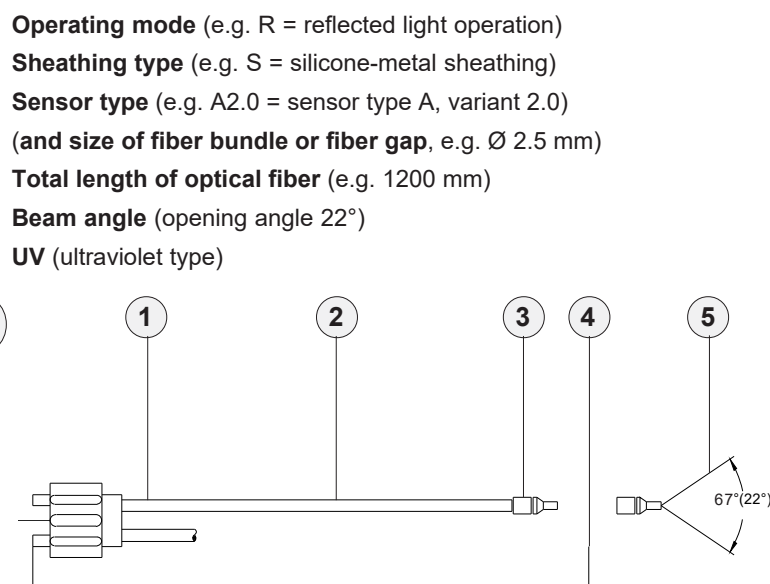 Operating mode (e.g. R = reflected light operation)
Sheathing type (e.g. S = silicone-metal sheathing)
Sensor type (e.g. A2.0 = sensor type A, variant 2.0)
(and size of fiber bundle or fiber gap, e.g. Ø 2.5 mm)
Total length of optical fiber (e.g. 1200 mm)
Beam angle (opening angle 22°)
UV (ultraviolet type)
1 2 3 4 5
67°(22°)